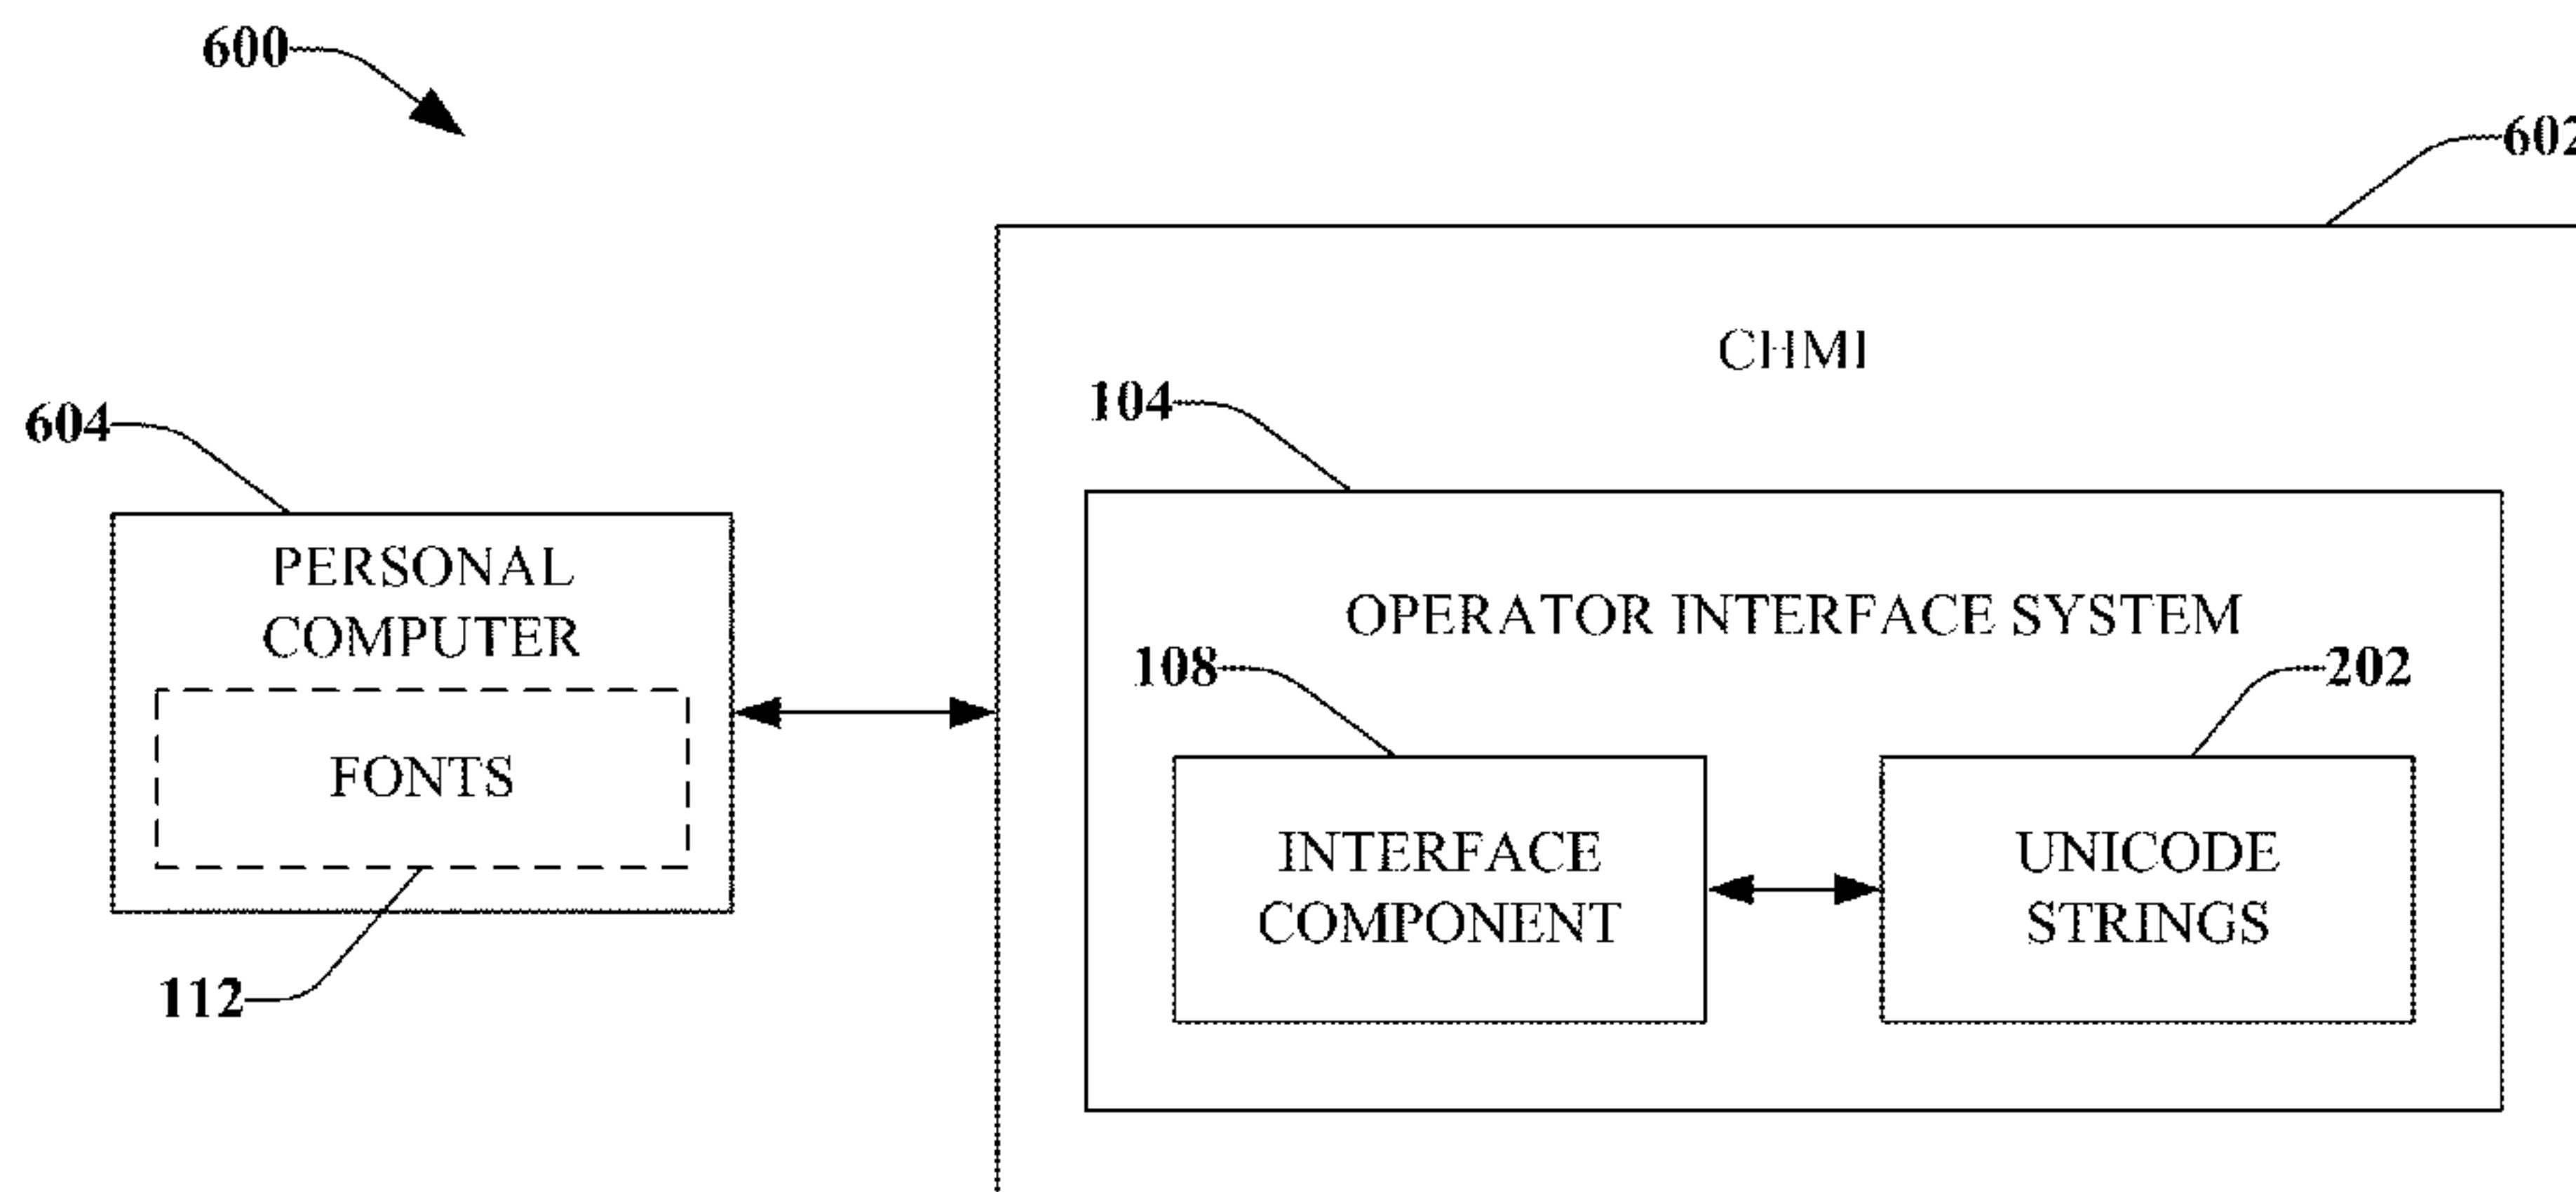 600
602
CHMI
104
604
PERSONAL
COMPUTER
OPERATOR INTERFACE SYSTEM
108
202
FONTS
INTERFACE
COMPONENT
UNICODE
STRINGS
112